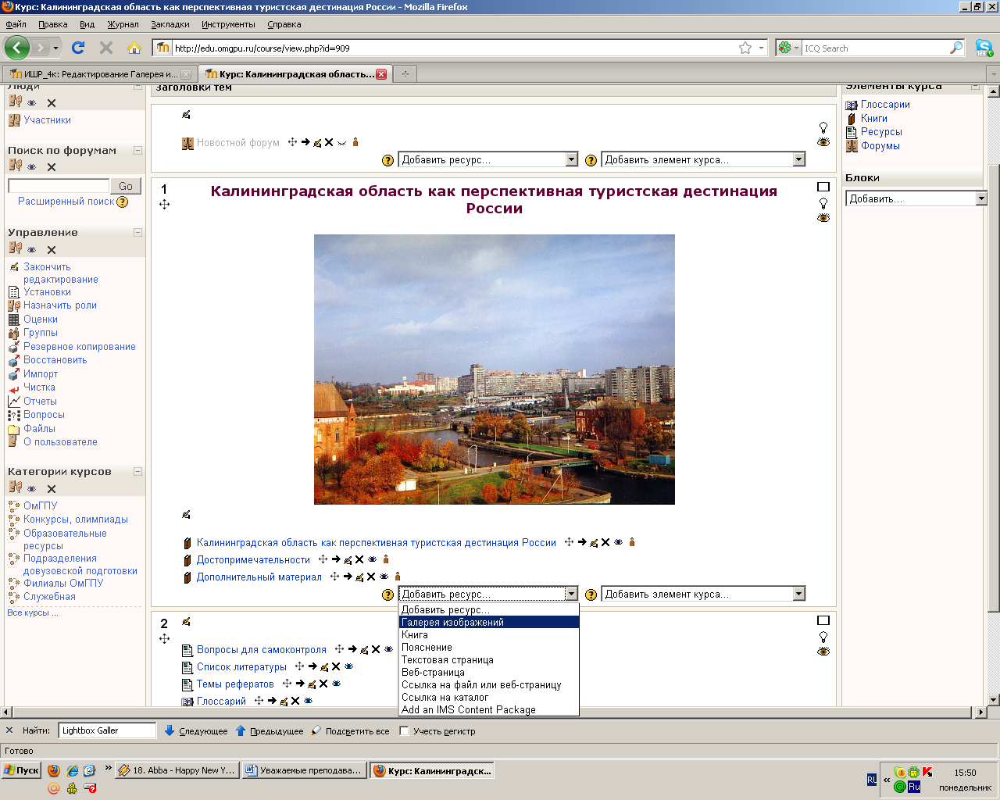 Курс: Калининградская область как перспективная туристская дестинация России - Mozilla Firefox
Файл Правка Вид Журнал Закладки Инструменты Справка
http://edu.omgpu.ru/course/view.php?id=909
ICQ Search
ИШР_4к: Редактирование Галерея и...
Курс: Калининградская область...
Люди
Участники
Поиск по форумам
Go
Расширенный поиск
Управление
Закончить
редактирование
Установки
Назначить роли
Оценки
Группы
Резервное копирование
Восстановить
Импорт
Чистка
Отчеты
Вопросы
Файлы
О пользователе
Категории курсов
ОмГПУ
Конкурсы, олимпиады
Образовательные
ресурсы
Подразделения
довузовской подготовки
Филиалы ОмГПУ
Служебная
Все курсы ...
Заголовки тем
Новостной форум
Добавить ресурс... Добавить элемент курса...
1
Калининградская область как перспективная туристская дестинация
России
Калининградская область как перспективная туристская дестинация России
Достопримечательности
Дополнительный материал
Добавить ресурс... Добавить элемент курса...
Добавить ресурс...
Галерея изображений
Книга
Пояснение
Текстовая страница
Веб-страница
Ссылка на файл или веб-страницу
Ссылка на каталог
Add an IMS Content Package
2
Вопросы для самоконтроля
Список литературы
Темы рефератов
Глоссарий
Элементы курса
Глоссарии
Книги
Ресурсы
Форумы
Блоки
Добавить...
Найти: Lightbox Galler Следующее Предыдущее Подсветить все Учесть регистр
Готово
Пуск
18. Abba - Happy New Y...
Уважаемые преподава...
Курс: Калининградск...
RU
Ru
15:50
понедельник